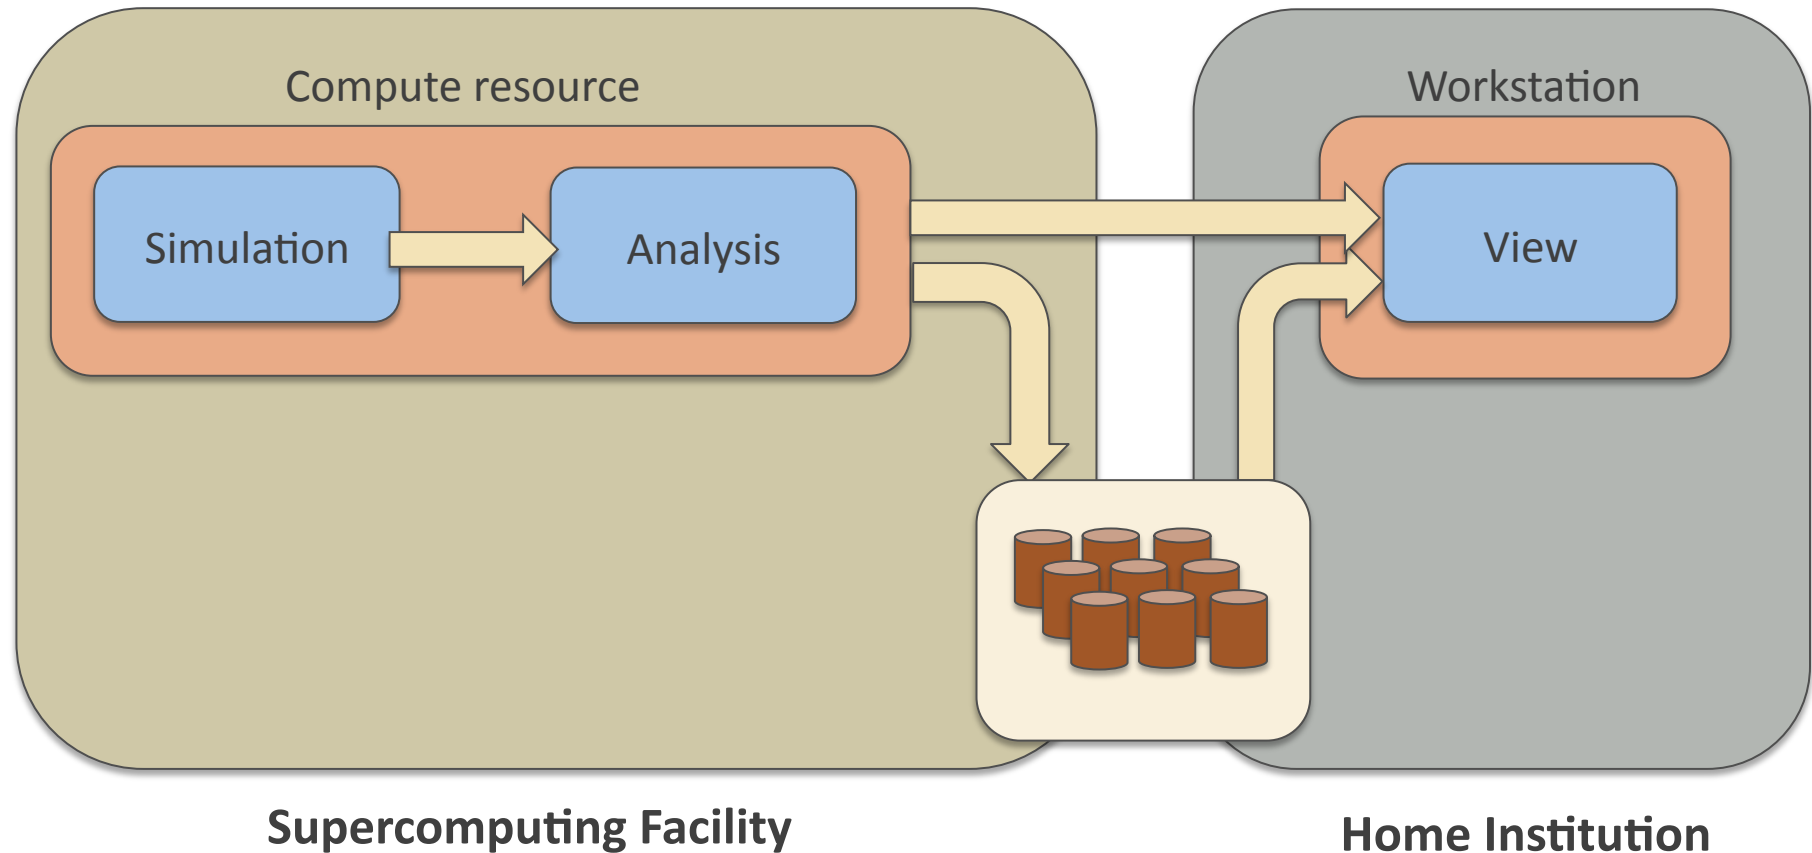 Compute resource
Workstation
Simulation
Analysis
View
Supercomputing Facility
Home Institution